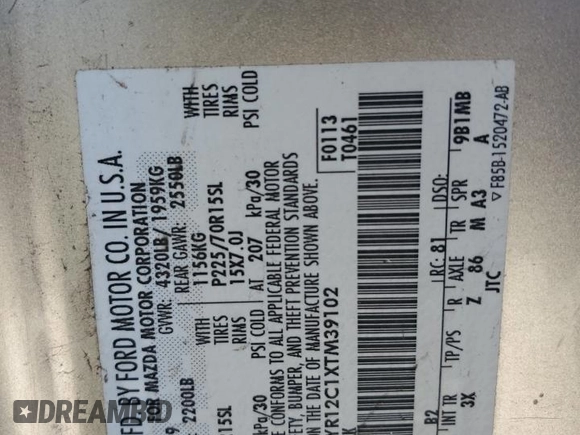 FD. BY FORD MOTOR CO. IN U.S.A.
FOR MAZDA MOTOR CORPORATION
GVWR: 4320LB/ 1959KG
REAR GAWR: 2550LB
2200LB
1156KG WITH
P225/70R15SL TIRES
15X7.0J RIMS
AT 207 kPa/30 PSI COLD
WITH
TIRES
RIMS
kPa/30 PSI COLD
E CONFORMS TO ALL APPLICABLE FEDERAL MOTOR
ETY, BUMPER, AND THEFT PREVENTION STANDARDS
DATE OF MANUFACTURE SHOWN ABOVE.
F0113
T0461
YR12C1XTM39102
RC: 81 DSO:
B2
INT TR TP/PS R AXLE TR SPR
3X Z 86 M A3 9B1MB
A
JTC
▽ F85B-1520472-AB
DREAMBID